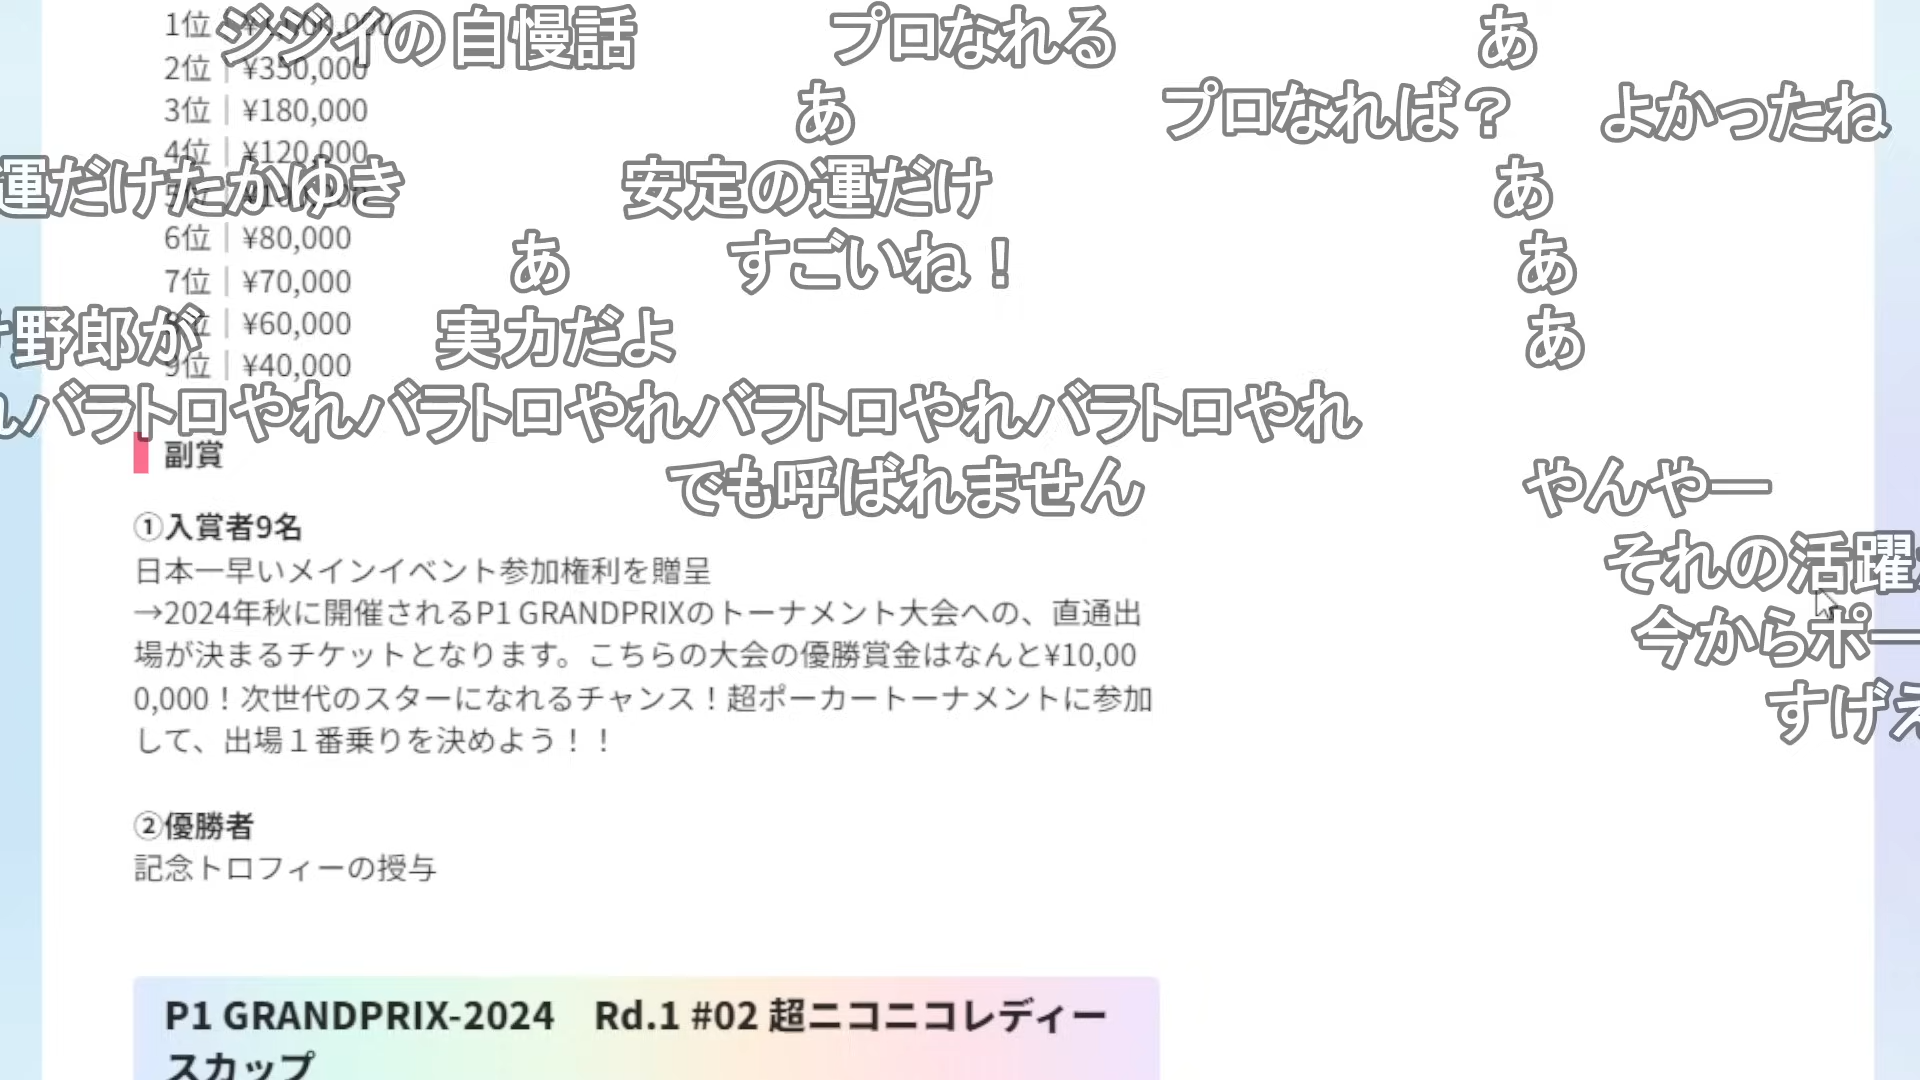 1位｜
ジジイの自慢話
プロなれる
あ
2位｜¥350,000
3位｜¥180,000
あ
プロなれば？
よかったね
4位｜¥120,000
運だけたかゆき
安定の運だけ
あ
6位｜¥80,000
あ
すごいね！
あ
7位｜¥70,000
位｜¥60,000
野郎が
実力だよ
あ
9位｜¥40,000
れバラトロやれバラトロやれバラトロやれバラトロやれ
副賞
でも呼ばれません
やんやー
①入賞者9名
日本一早いメインイベント参加権利を贈呈
それの活躍
→2024年秋に開催されるP1 GRANDPRIXのトーナメント大会への、直通出
今からポー
場が決まるチケットとなります。こちらの大会の優勝賞金はなんと¥10,00
0,000！次世代のスターになれるチャンス！超ポーカートーナメントに参加
すげえ
して、出場１番乗りを決めよう！！
②優勝者
記念トロフィーの授与
P1 GRANDPRIX-2024　Rd.1 #02 超ニコニコレディー
スカップ